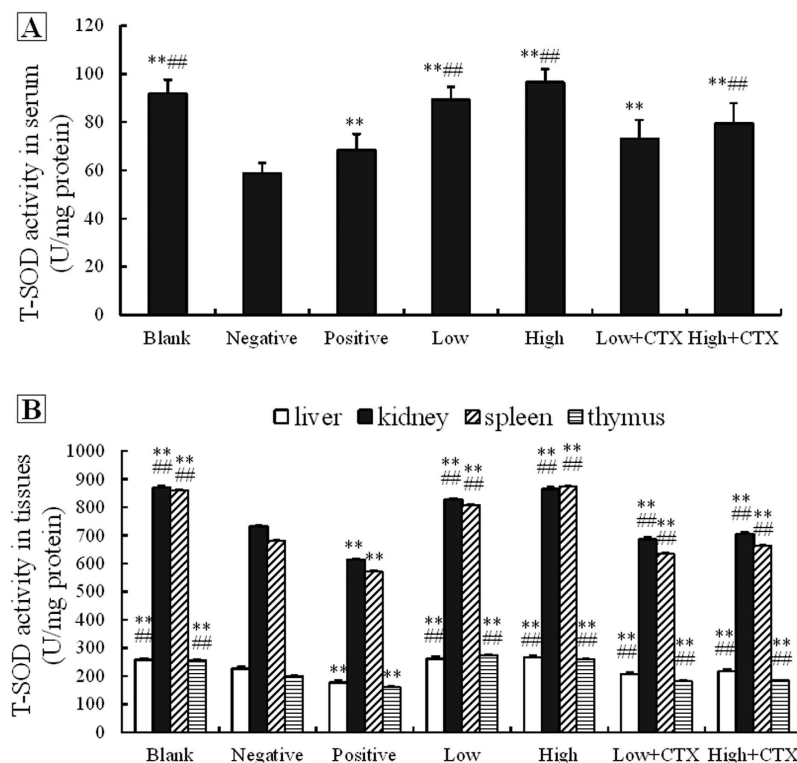 A
T-SOD activity in serum
(U/mg protein)
120
100
80
60
40
20
0
**## ** **## **## ** **##
Blank Negative Positive Low High Low+CTX High+CTX
B
liver kidney spleen thymus
T-SOD activity in tissues
(U/mg protein)
1000
900
800
700
600
500
400
300
200
100
0
** ** ** ** ** **
## ## ## ## ## ##
** ** ** ** ** **
** ** ## ## ## ##
** ** ** ** ** ** ** **
## ## ## ## ## ## ## ##
** **
** **
## ##
Blank Negative Positive Low High Low+CTX High+CTX